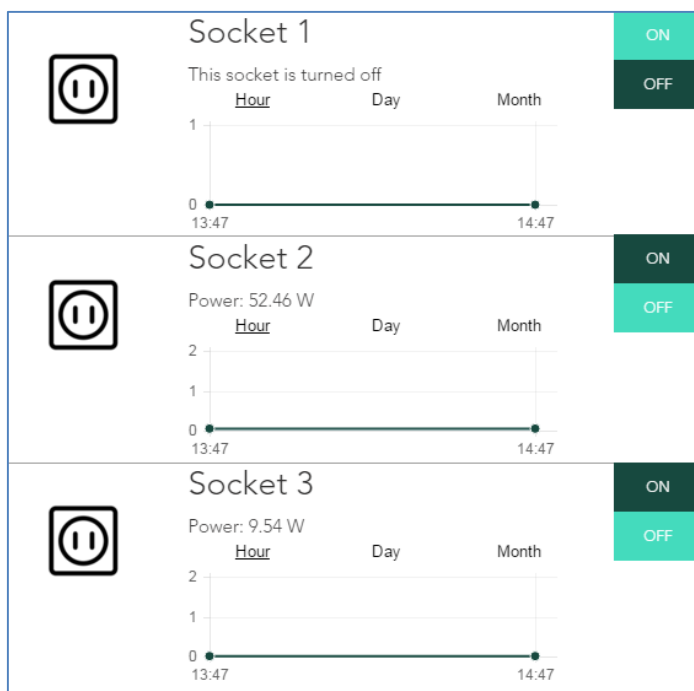 Socket 1
ON
This socket is turned off
OFF
Hour Day Month
1
0
13:47 14:47
Socket 2
ON
Power: 52.46 W
OFF
Hour Day Month
2
1
0
13:47 14:47
Socket 3
ON
Power: 9.54 W
OFF
Hour Day Month
2
1
0
13:47 14:47